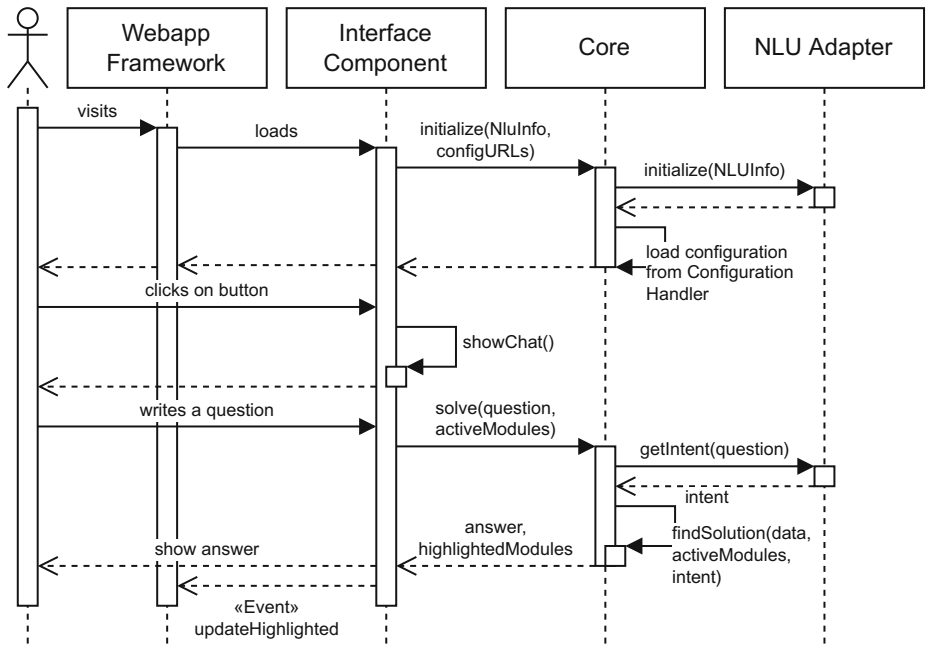 Webapp
Framework
Interface
Component
Core
NLU Adapter
visits
loads
initialize(NluInfo,
configURLs)
initialize(NLUInfo)
load configuration
from Configuration
Handler
clicks on button
showChat()
writes a question
solve(question,
activeModules)
getIntent(question)
intent
findSolution(data,
activeModules,
intent)
answer,
highlightedModules
show answer
«Event»
updateHighlighted